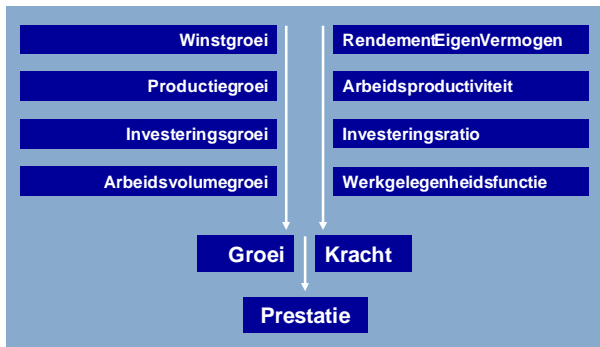 Winstgroei
RendementEigenVermogen
Productiegroei
Arbeidsproductiviteit
Investeringsgroei
Investeringsratio
Arbeidsvolumegroei
Werkgelegenheidsfunctie
Groei
Kracht
Prestatie